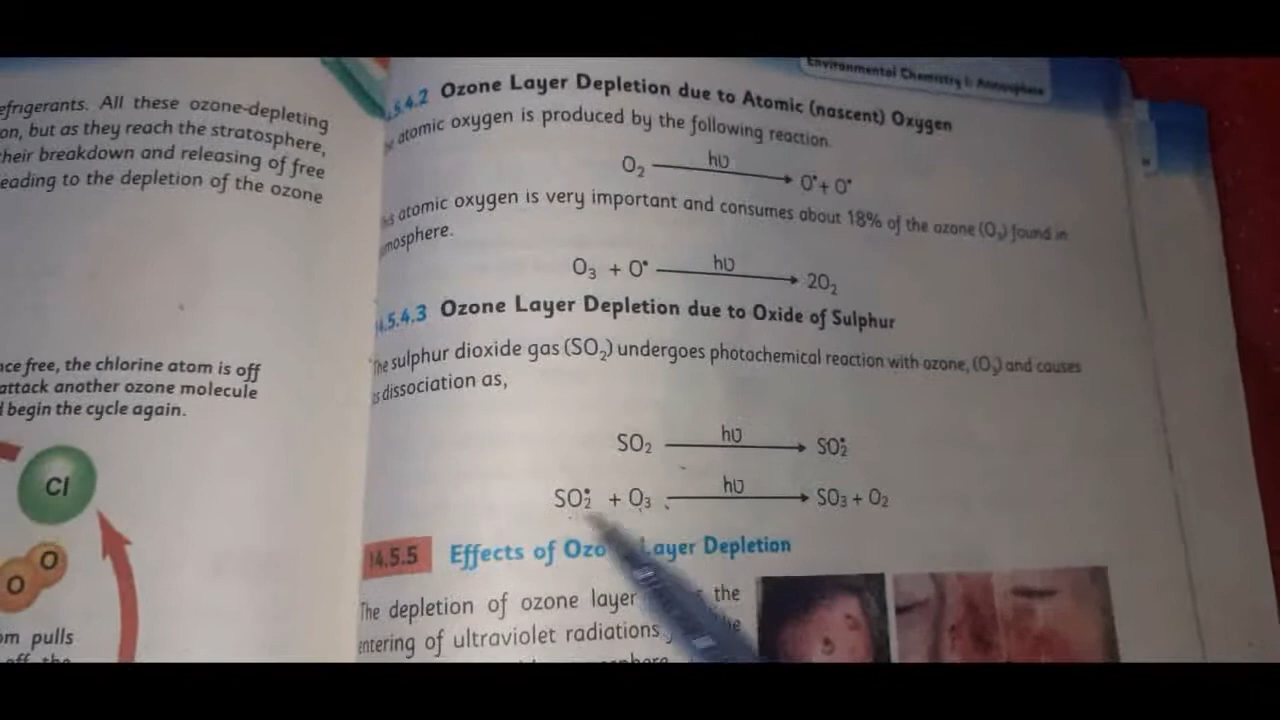 efrigerants. All these ozone-depleting
on, but as they reach the stratosphere,
heir breakdown and releasing of free
eading to the depletion of the ozone
ce free, the chlorine atom is off
attack another ozone molecule
begin the cycle again.
Cl
O
O
om pulls
off the
Environmental Chemistry I: Atmosphere
.5.4.2 Ozone Layer Depletion due to Atomic (nascent) Oxygen
atomic oxygen is produced by the following reaction.
O₂ —hυ→ O• + O•
atomic oxygen is very important and consumes about 18% of the ozone (O₃) found in
mosphere.
O₃ + O• —hυ→ 2O₂
14.5.4.3 Ozone Layer Depletion due to Oxide of Sulphur
The sulphur dioxide gas (SO₂) undergoes photochemical reaction with ozone, (O₃) and causes
dissociation as,
SO₂ —hυ→ SO₂•
SO₂• + O₃ —hυ→ SO₃ + O₂
14.5.5 Effects of Ozo Layer Depletion
The depletion of ozone layer the
entering of ultraviolet radiations